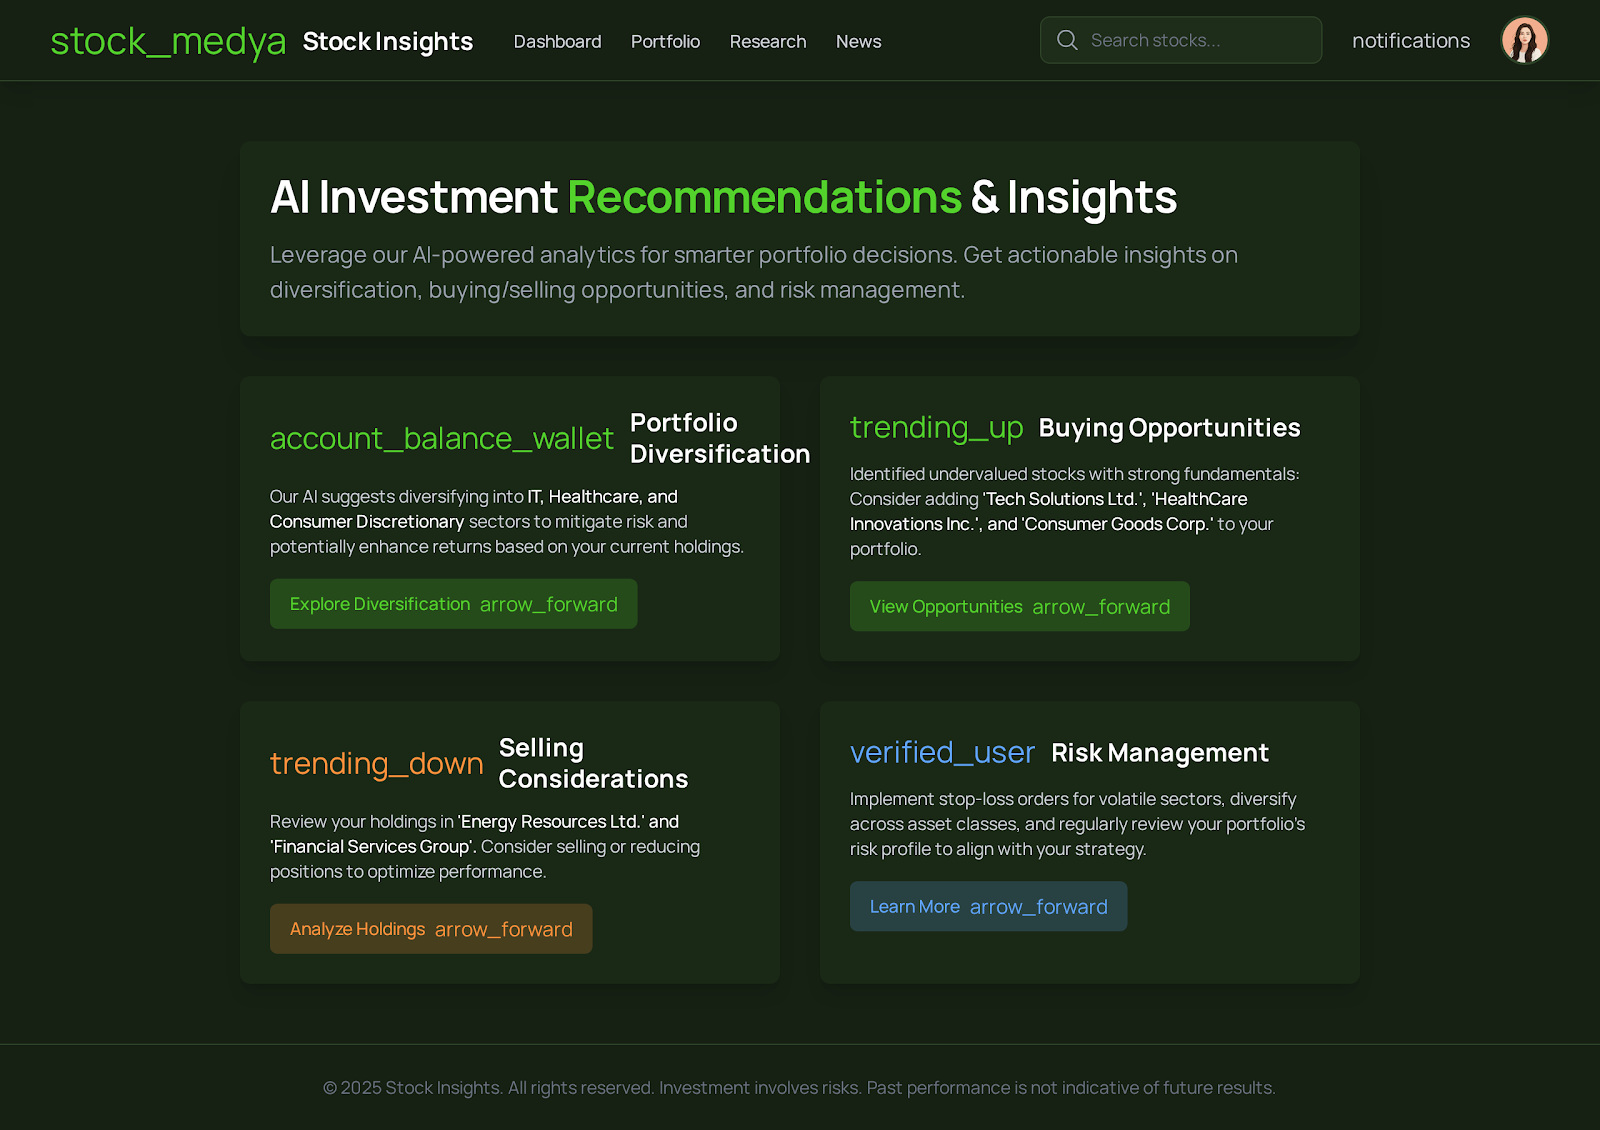 stock_medya Stock Insights Dashboard Portfolio Research News Search stocks... notifications
AI Investment Recommendations & Insights
Leverage our AI-powered analytics for smarter portfolio decisions. Get actionable insights on
diversification, buying/selling opportunities, and risk management.
account_balance_wallet Portfolio
Diversification
Our AI suggests diversifying into IT, Healthcare, and
Consumer Discretionary sectors to mitigate risk and
potentially enhance returns based on your current holdings.
Explore Diversification arrow_forward
trending_up Buying Opportunities
Identified undervalued stocks with strong fundamentals:
Consider adding 'Tech Solutions Ltd.', 'HealthCare
Innovations Inc.', and 'Consumer Goods Corp.' to your
portfolio.
View Opportunities arrow_forward
trending_down Selling
Considerations
Review your holdings in 'Energy Resources Ltd.' and
'Financial Services Group'. Consider selling or reducing
positions to optimize performance.
Analyze Holdings arrow_forward
verified_user Risk Management
Implement stop-loss orders for volatile sectors, diversify
across asset classes, and regularly review your portfolio's
risk profile to align with your strategy.
Learn More arrow_forward
© 2025 Stock Insights. All rights reserved. Investment involves risks. Past performance is not indicative of future results.